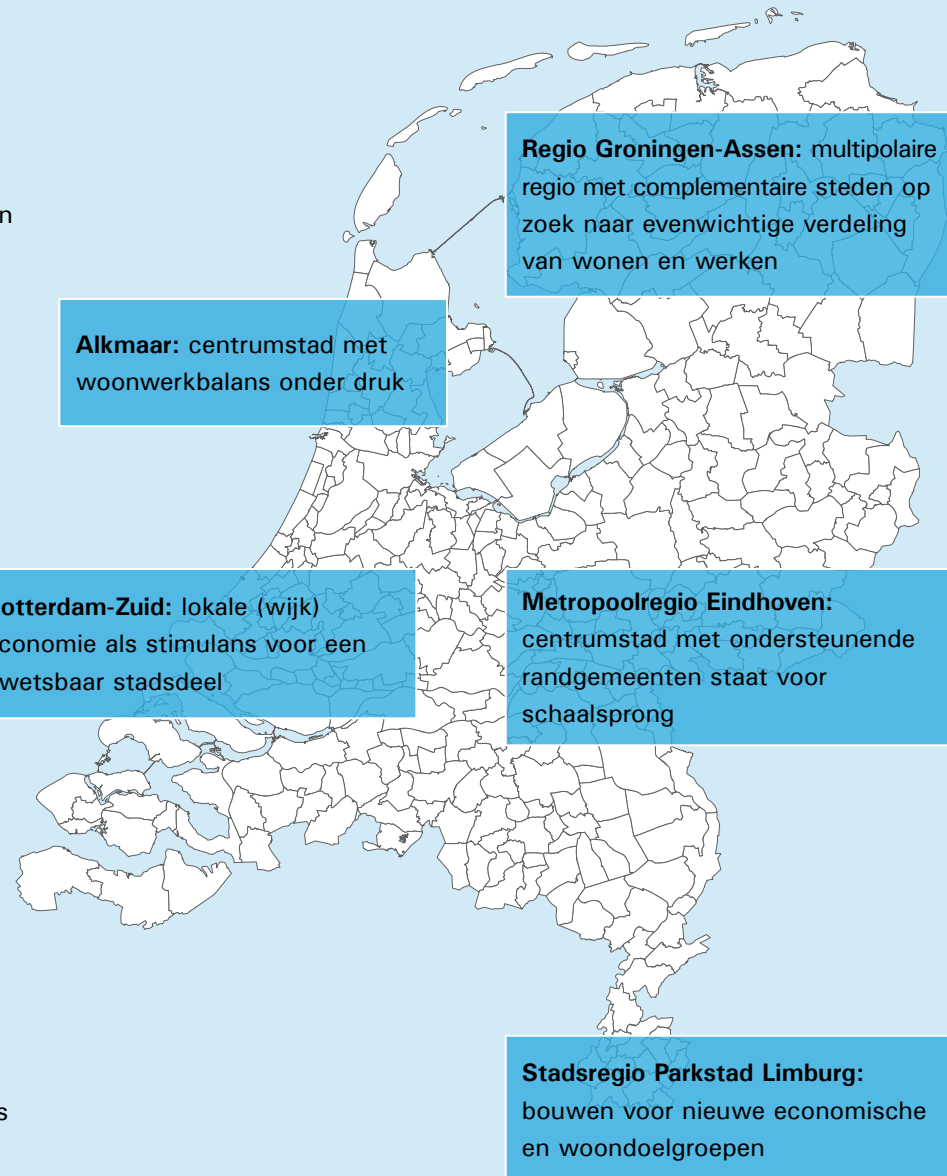 Regio Groningen-Assen: multipolaire
regio met complementaire steden op
zoek naar evenwichtige verdeling
van wonen en werken
n
Alkmaar: centrumstad met
woonwerkbalans onder druk
otterdam-Zuid: lokale (wijk)
conomie als stimulans voor een
wetsbaar stadsdeel
Metropoolregio Eindhoven:
centrumstad met ondersteunende
randgemeenten staat voor
schaalsprong
Stadsregio Parkstad Limburg:
bouwen voor nieuwe economische
en woondoelgroepen
s